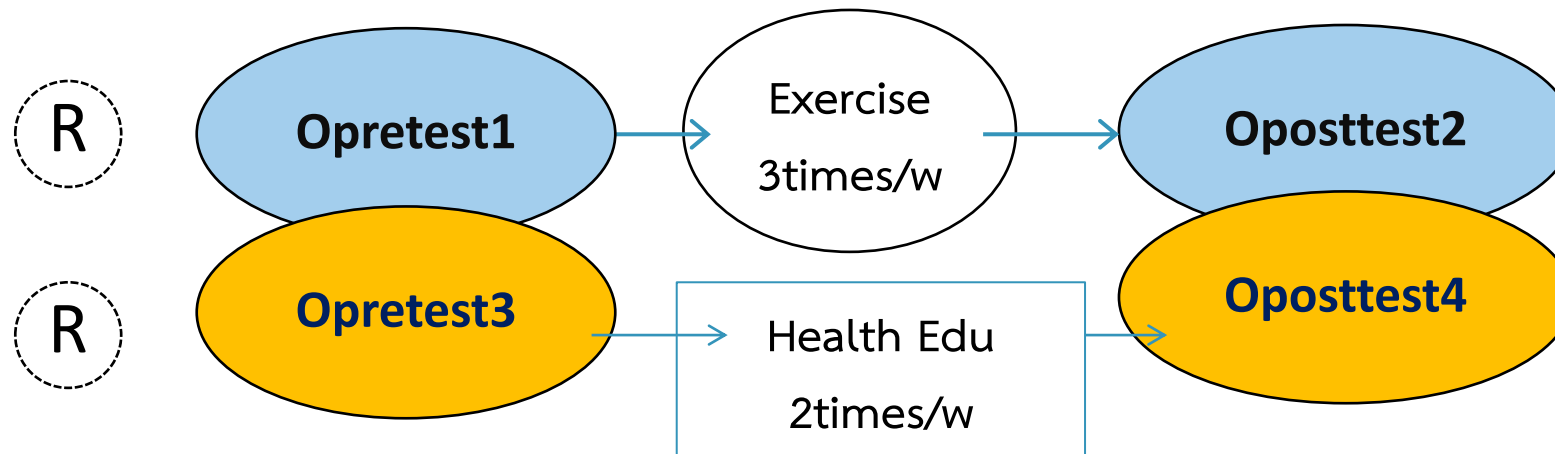 R
Opretest1
Exercise
3times/w
Oposttest2
R
Opretest3
Health Edu
2times/w
Oposttest4